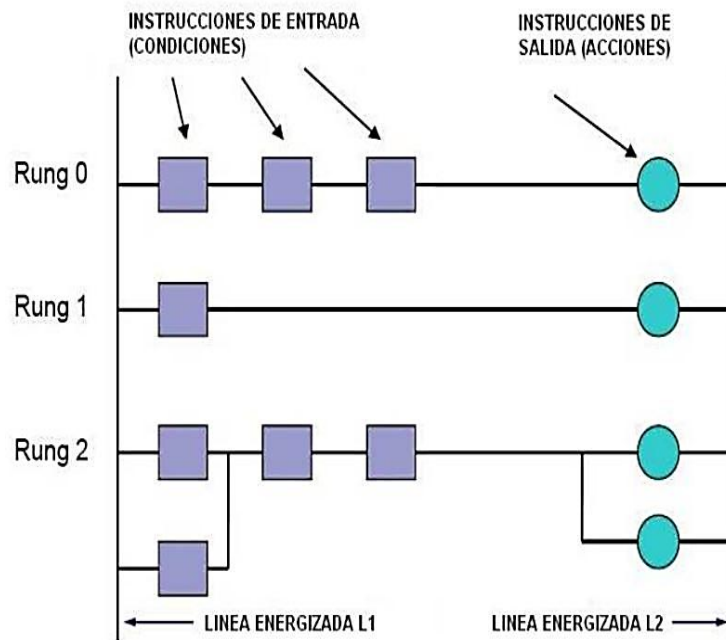 INSTRUCCIONES DE ENTRADA
(CONDICIONES)
INSTRUCCIONES DE
SALIDA (ACCIONES)
Rung 0
Rung 1
Rung 2
LINEA ENERGIZADA L1
LINEA ENERGIZADA L2